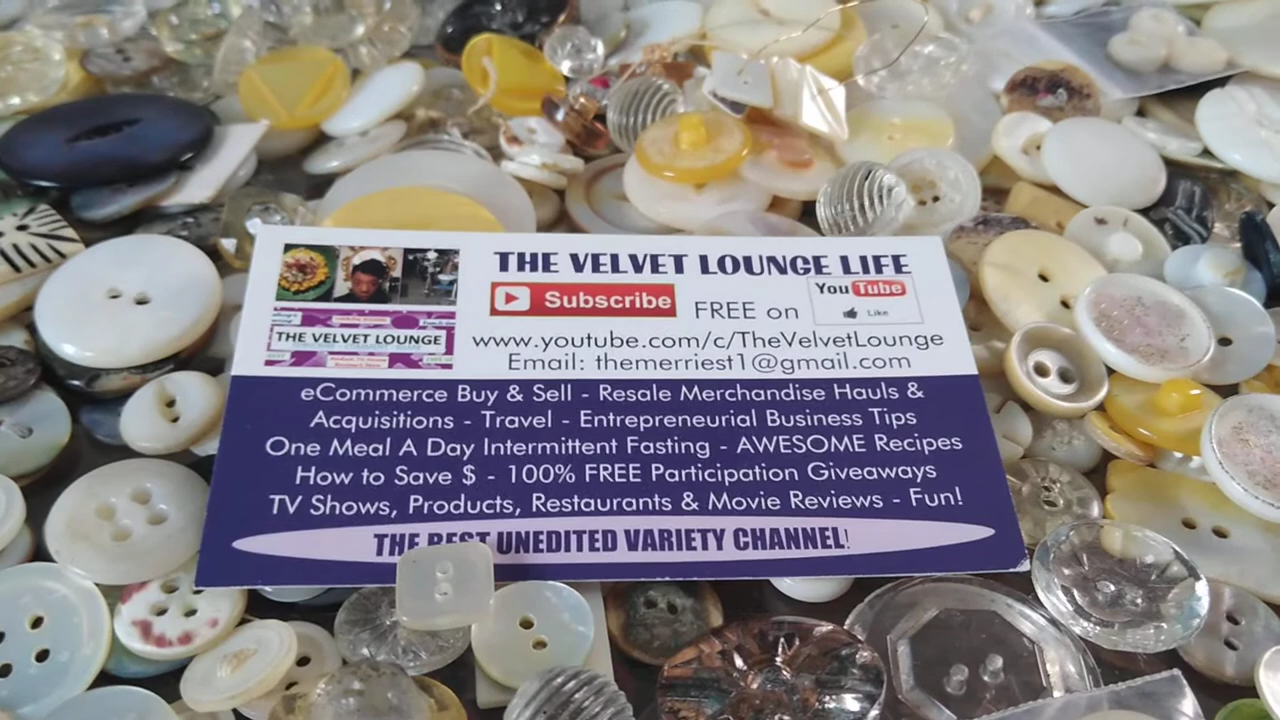 THE VELVET LOUNGE LIFE
Subscribe FREE on YouTube
Like
THE VELVET LOUNGE
www.youtube.com/c/TheVelvetLounge
Email: themerriest1@gmail.com
eCommerce Buy & Sell - Resale Merchandise Hauls &
Acquisitions - Travel - Entrepreneurial Business Tips
One Meal A Day Intermittent Fasting - AWESOME Recipes
How to Save $ - 100% FREE Participation Giveaways
TV Shows, Products, Restaurants & Movie Reviews - Fun!
THE BEST UNEDITED VARIETY CHANNEL!